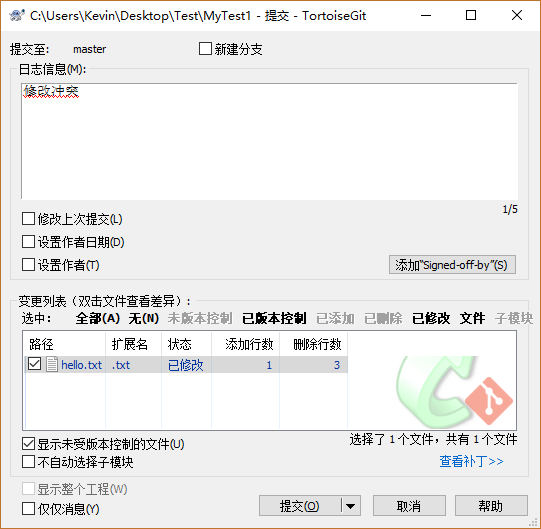 C:\Users\Kevin\Desktop\Test\MyTest1 - 提交 - TortoiseGit
提交至: master 新建分支
日志信息(M):
修改冲突
1/5
修改上次提交(L)
设置作者日期(D)
设置作者(T) 添加"Signed-off-by"(S)
变更列表（双击文件查看差异）:
选中: 全部(A) 无(N) 未版本控制 已版本控制 已添加 已删除 已修改 文件 子模块
路径 扩展名 状态 添加行数 删除行数
hello.txt .txt 已修改 1 3
显示未受版本控制的文件(U) 选择了 1 个文件，共有 1 个文件
不自动选择子模块 查看补丁>>
显示整个工程(W)
仅仅消息(Y) 提交(O) 取消 帮助